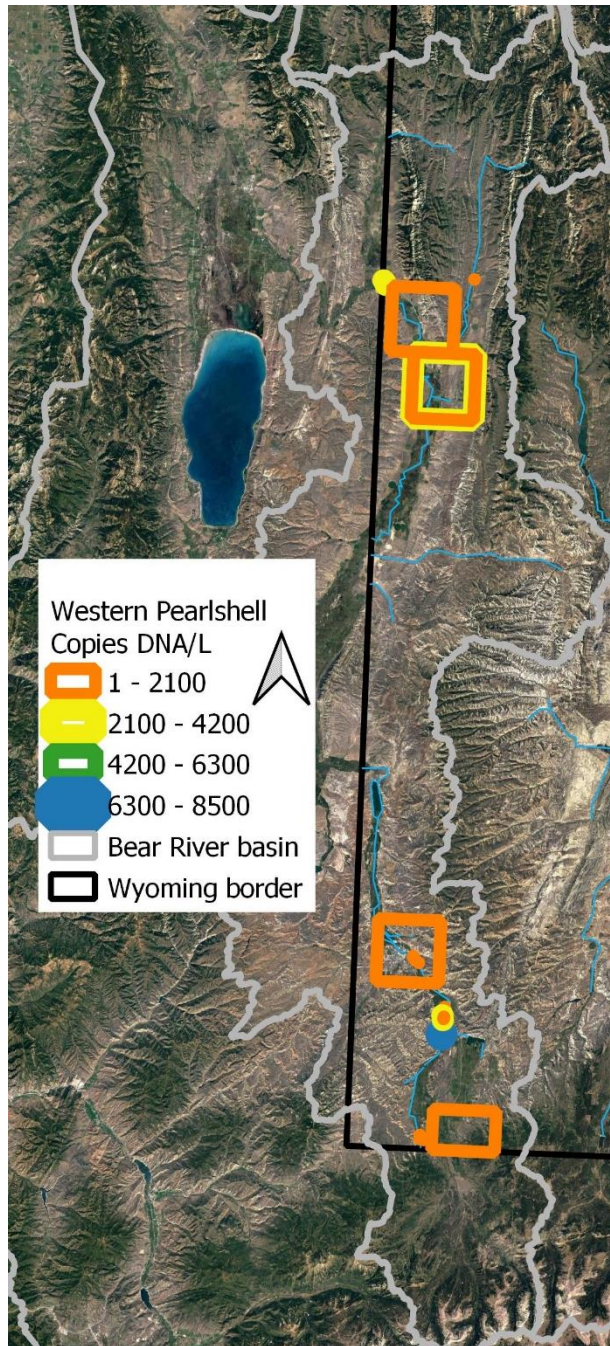 Western Pearlshell
Copies DNA/L
1 - 2100
2100 - 4200
4200 - 6300
6300 - 8500
Bear River basin
Wyoming border